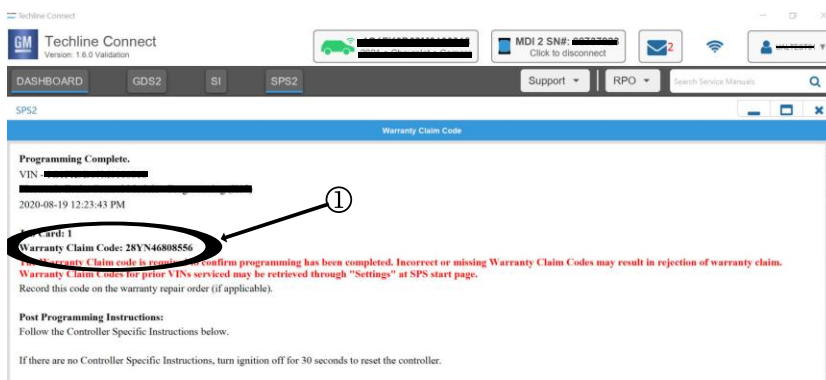 Techline Connect
GM
Techline Connect
Version: 1.6.0 Validation
MDI 2 SN#:
Click to disconnect
2
DASHBOARD GDS2 SI SPS2
Support RPO Search Service Manuals
SPS2
Warranty Claim Code
Programming Complete.
VIN -
2020-08-19 12:23:43 PM
①
Card: 1
Warranty Claim Code: 28YN46808556
Warranty Claim code is required to confirm programming has been completed. Incorrect or missing Warranty Claim Codes may result in rejection of warranty claim.
Warranty Claim Codes for prior VINs serviced may be retrieved through "Settings" at SPS start page.
Record this code on the warranty repair order (if applicable).
Post Programming Instructions:
Follow the Controller Specific Instructions below.
If there are no Controller Specific Instructions, turn ignition off for 30 seconds to reset the controller.